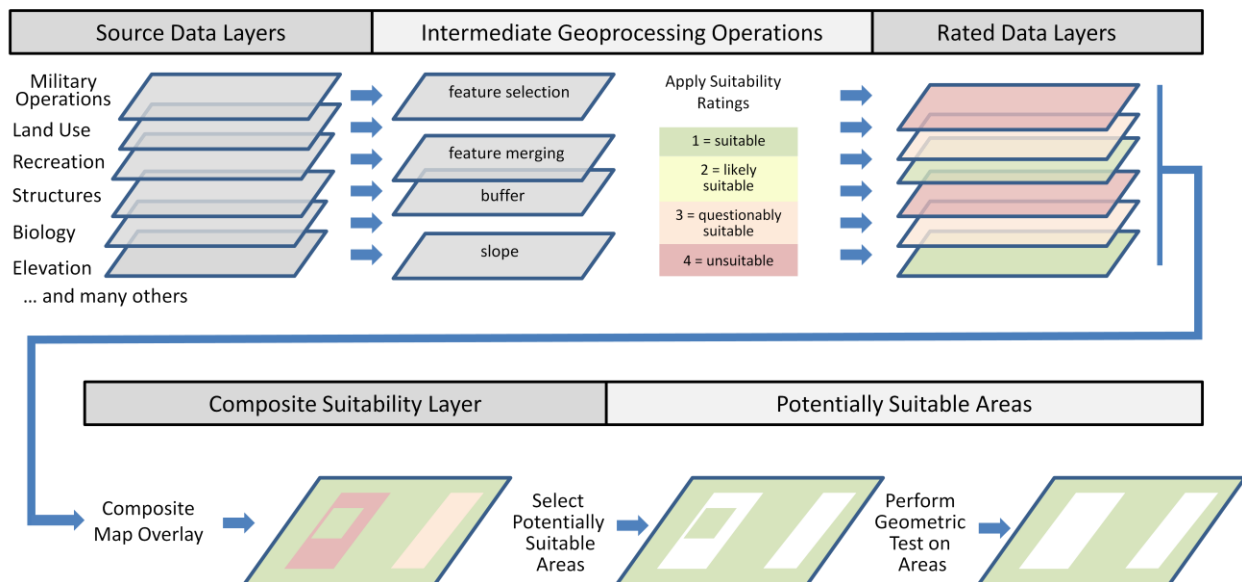 Source Data Layers
Intermediate Geoprocessing Operations
Rated Data Layers
Military
Operations
Land Use
Recreation
Structures
Biology
Elevation
... and many others
feature selection
feature merging
buffer
slope
Apply Suitability
Ratings
1 = suitable
2 = likely
suitable
3 = questionably
suitable
4 = unsuitable
Composite Suitability Layer
Potentially Suitable Areas
Composite
Map Overlay
Select
Potentially
Suitable
Areas
Perform
Geometric
Test on
Areas